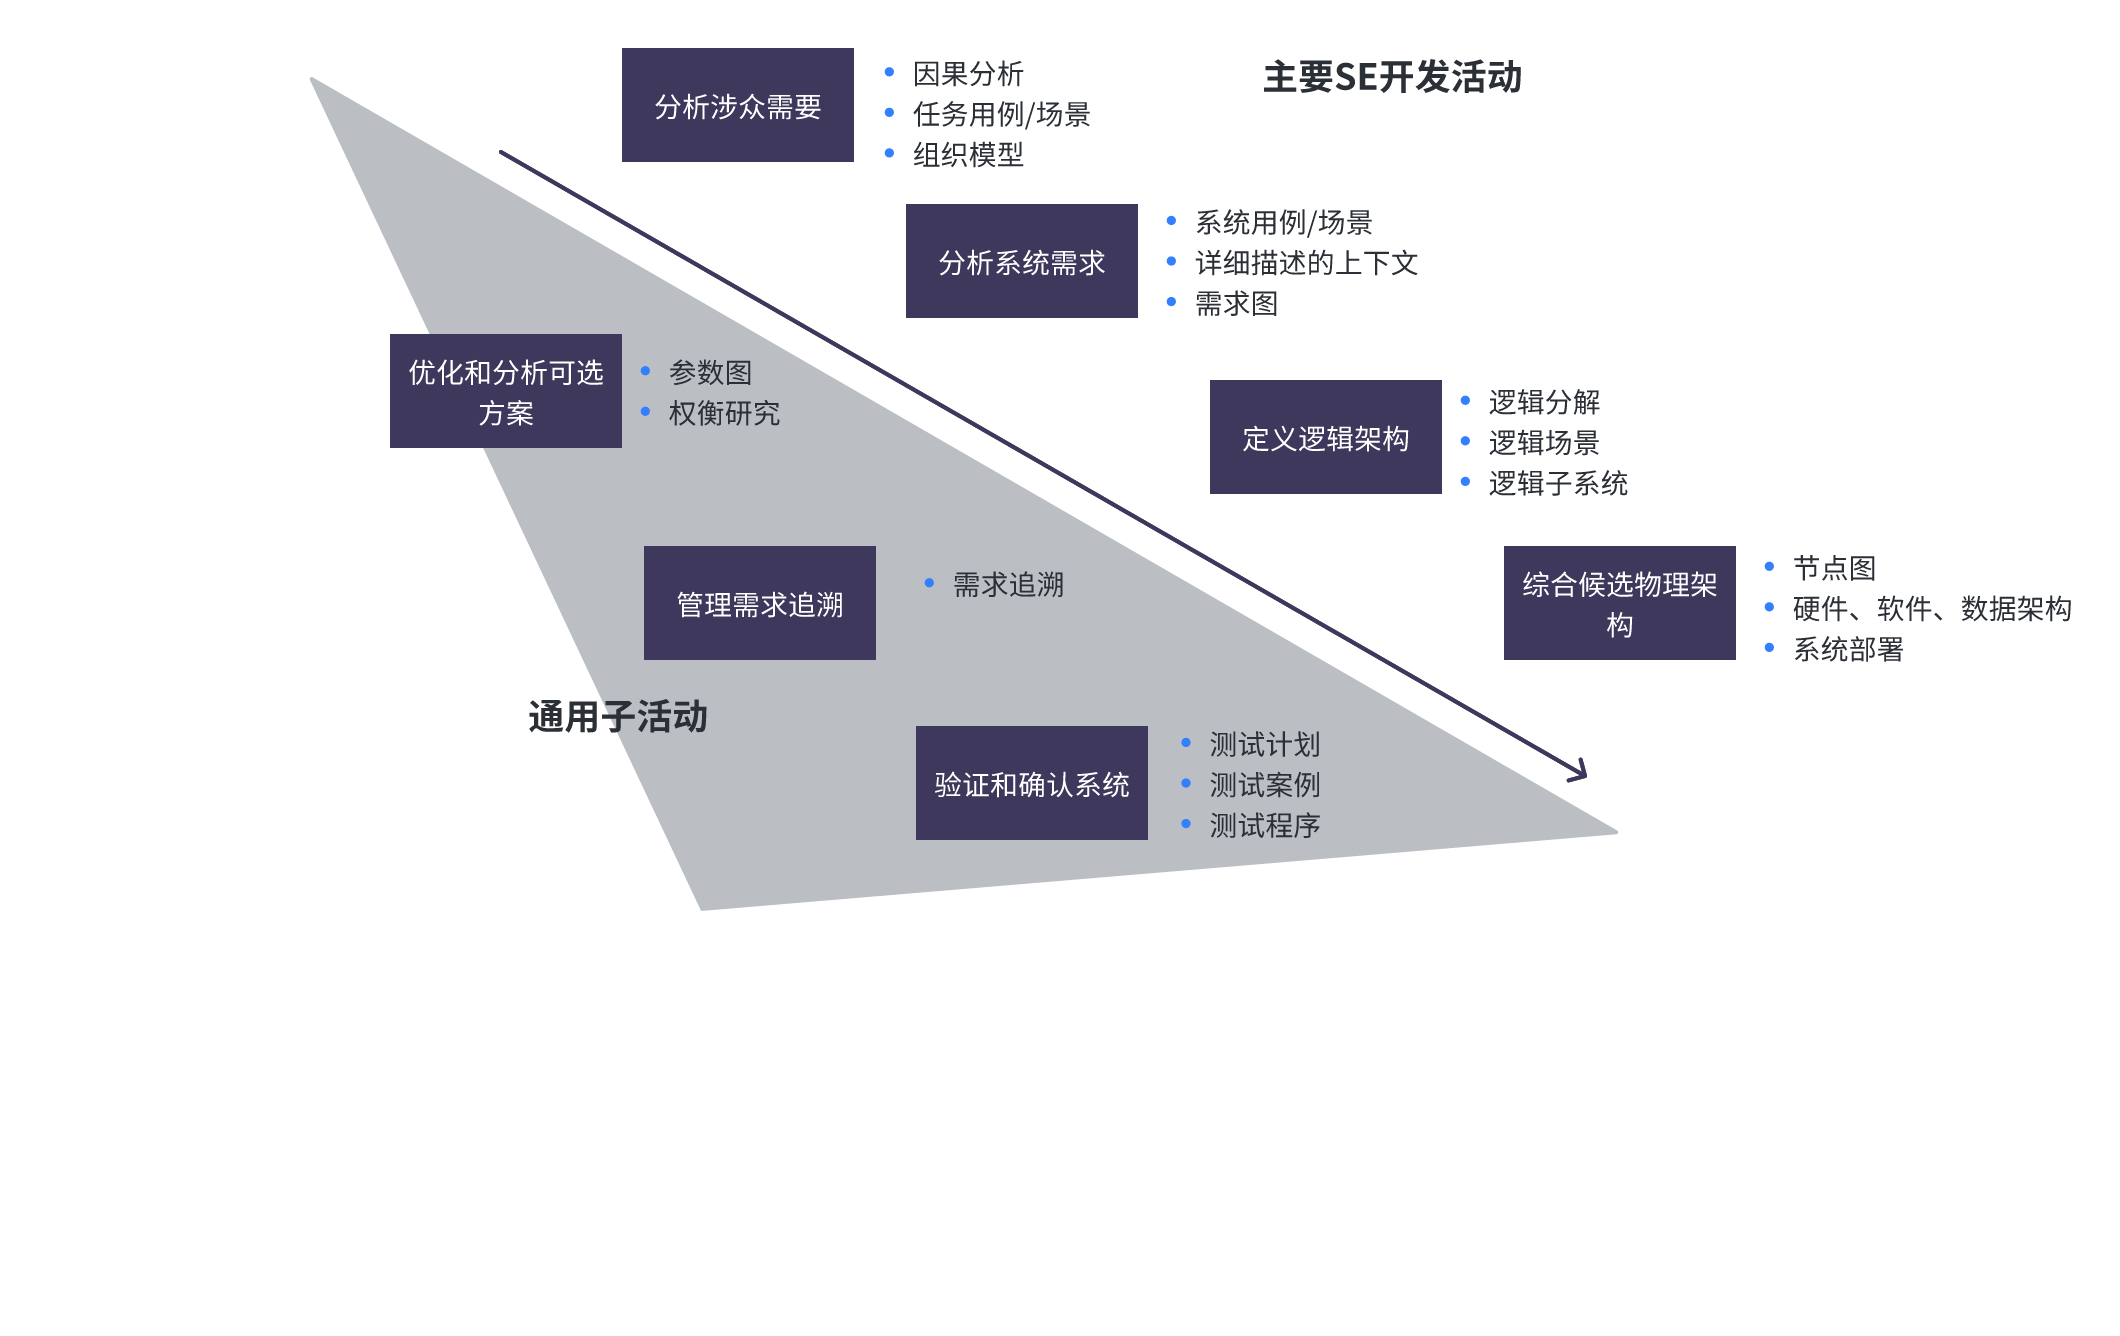 主要SE开发活动
分析涉众需要
因果分析
任务用例/场景
组织模型
分析系统需求
系统用例/场景
详细描述的上下文
需求图
优化和分析可选
方案
参数图
权衡研究
定义逻辑架构
逻辑分解
逻辑场景
逻辑子系统
管理需求追溯
需求追溯
综合候选物理架
构
节点图
硬件、软件、数据架构
系统部署
通用子活动
验证和确认系统
测试计划
测试案例
测试程序